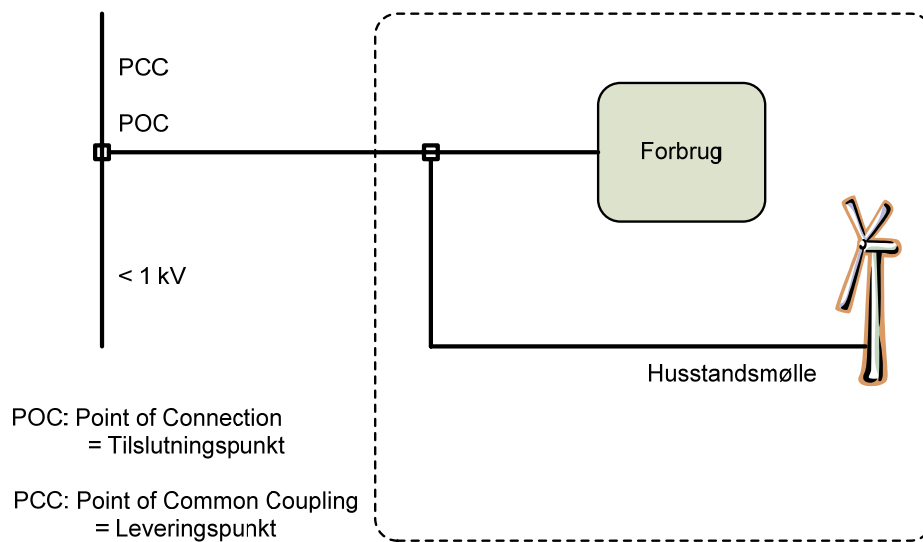 PCC
POC
Forbrug
< 1 kV
Husstandsmølle
POC: Point of Connection
= Tilslutningspunkt
PCC: Point of Common Coupling
= Leveringspunkt